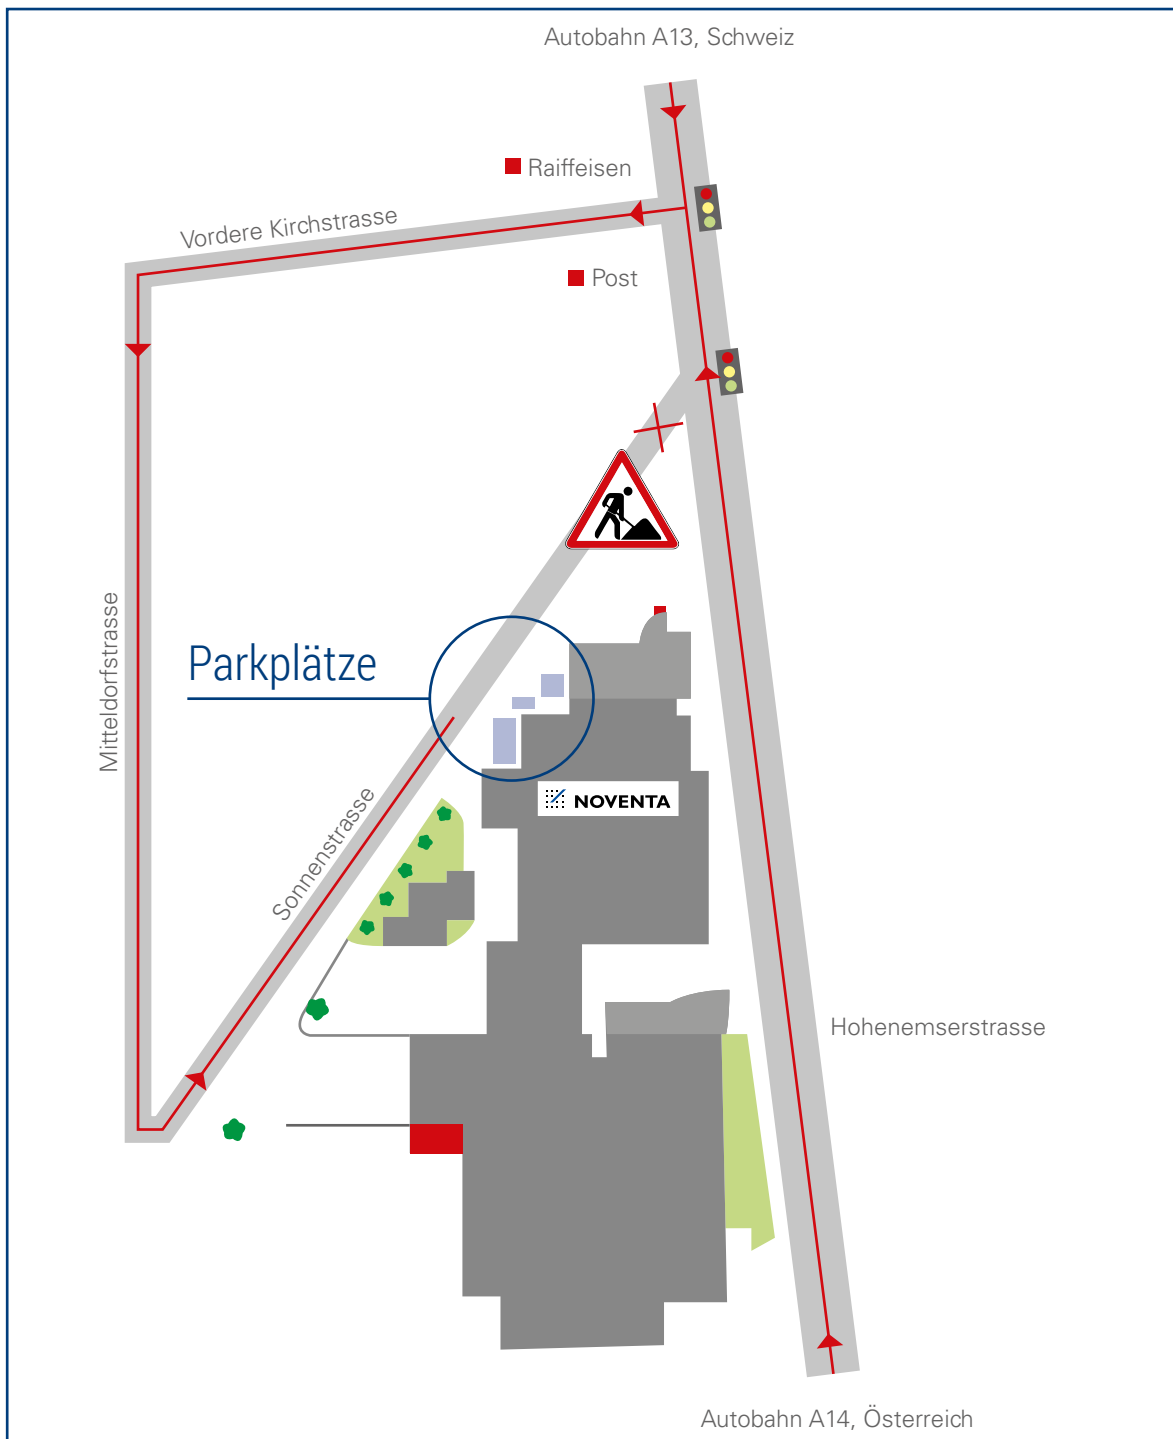 Autobahn A13, Schweiz
Raiffeisen
Vordere Kirchstrasse
Post
Mitteldorfstrasse
Parkplätze
NOVENTA
Sonnenstrasse
Hohenemserstrasse
Autobahn A14, Österreich